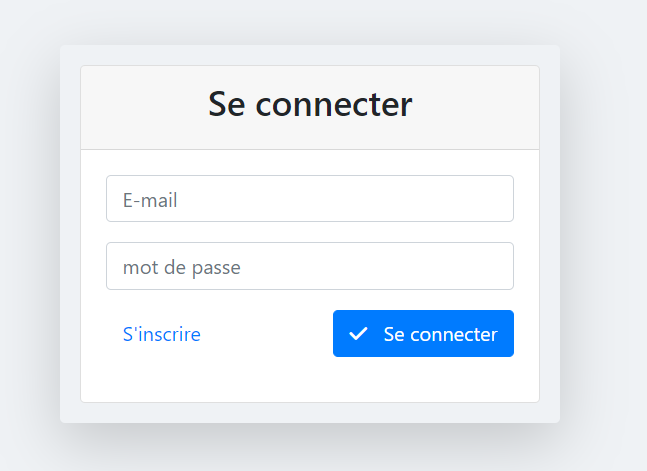 Se connecter
E-mail
mot de passe
S'inscrire
Se connecter